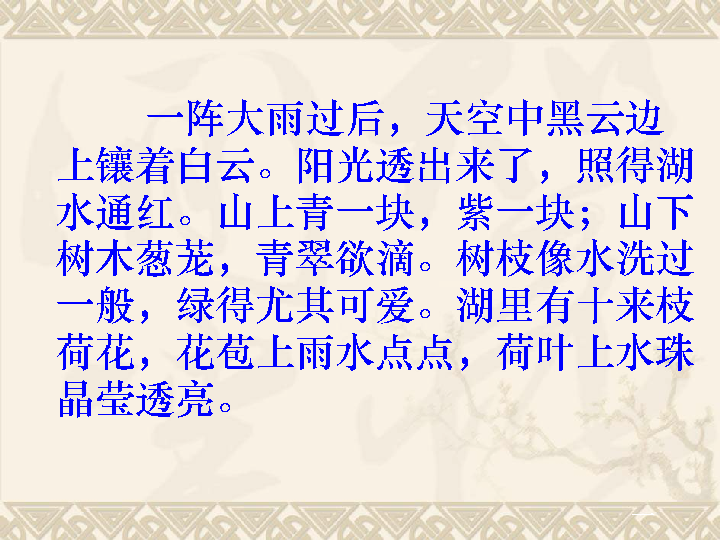 一阵大雨过后，天空中黑云边
上镶着白云。阳光透出来了，照得湖
水通红。山上青一块，紫一块；山下
树木葱茏，青翠欲滴。树枝像水洗过
一般，绿得尤其可爱。湖里有十来枝
荷花，花苞上雨水点点，荷叶上水珠
晶莹透亮。